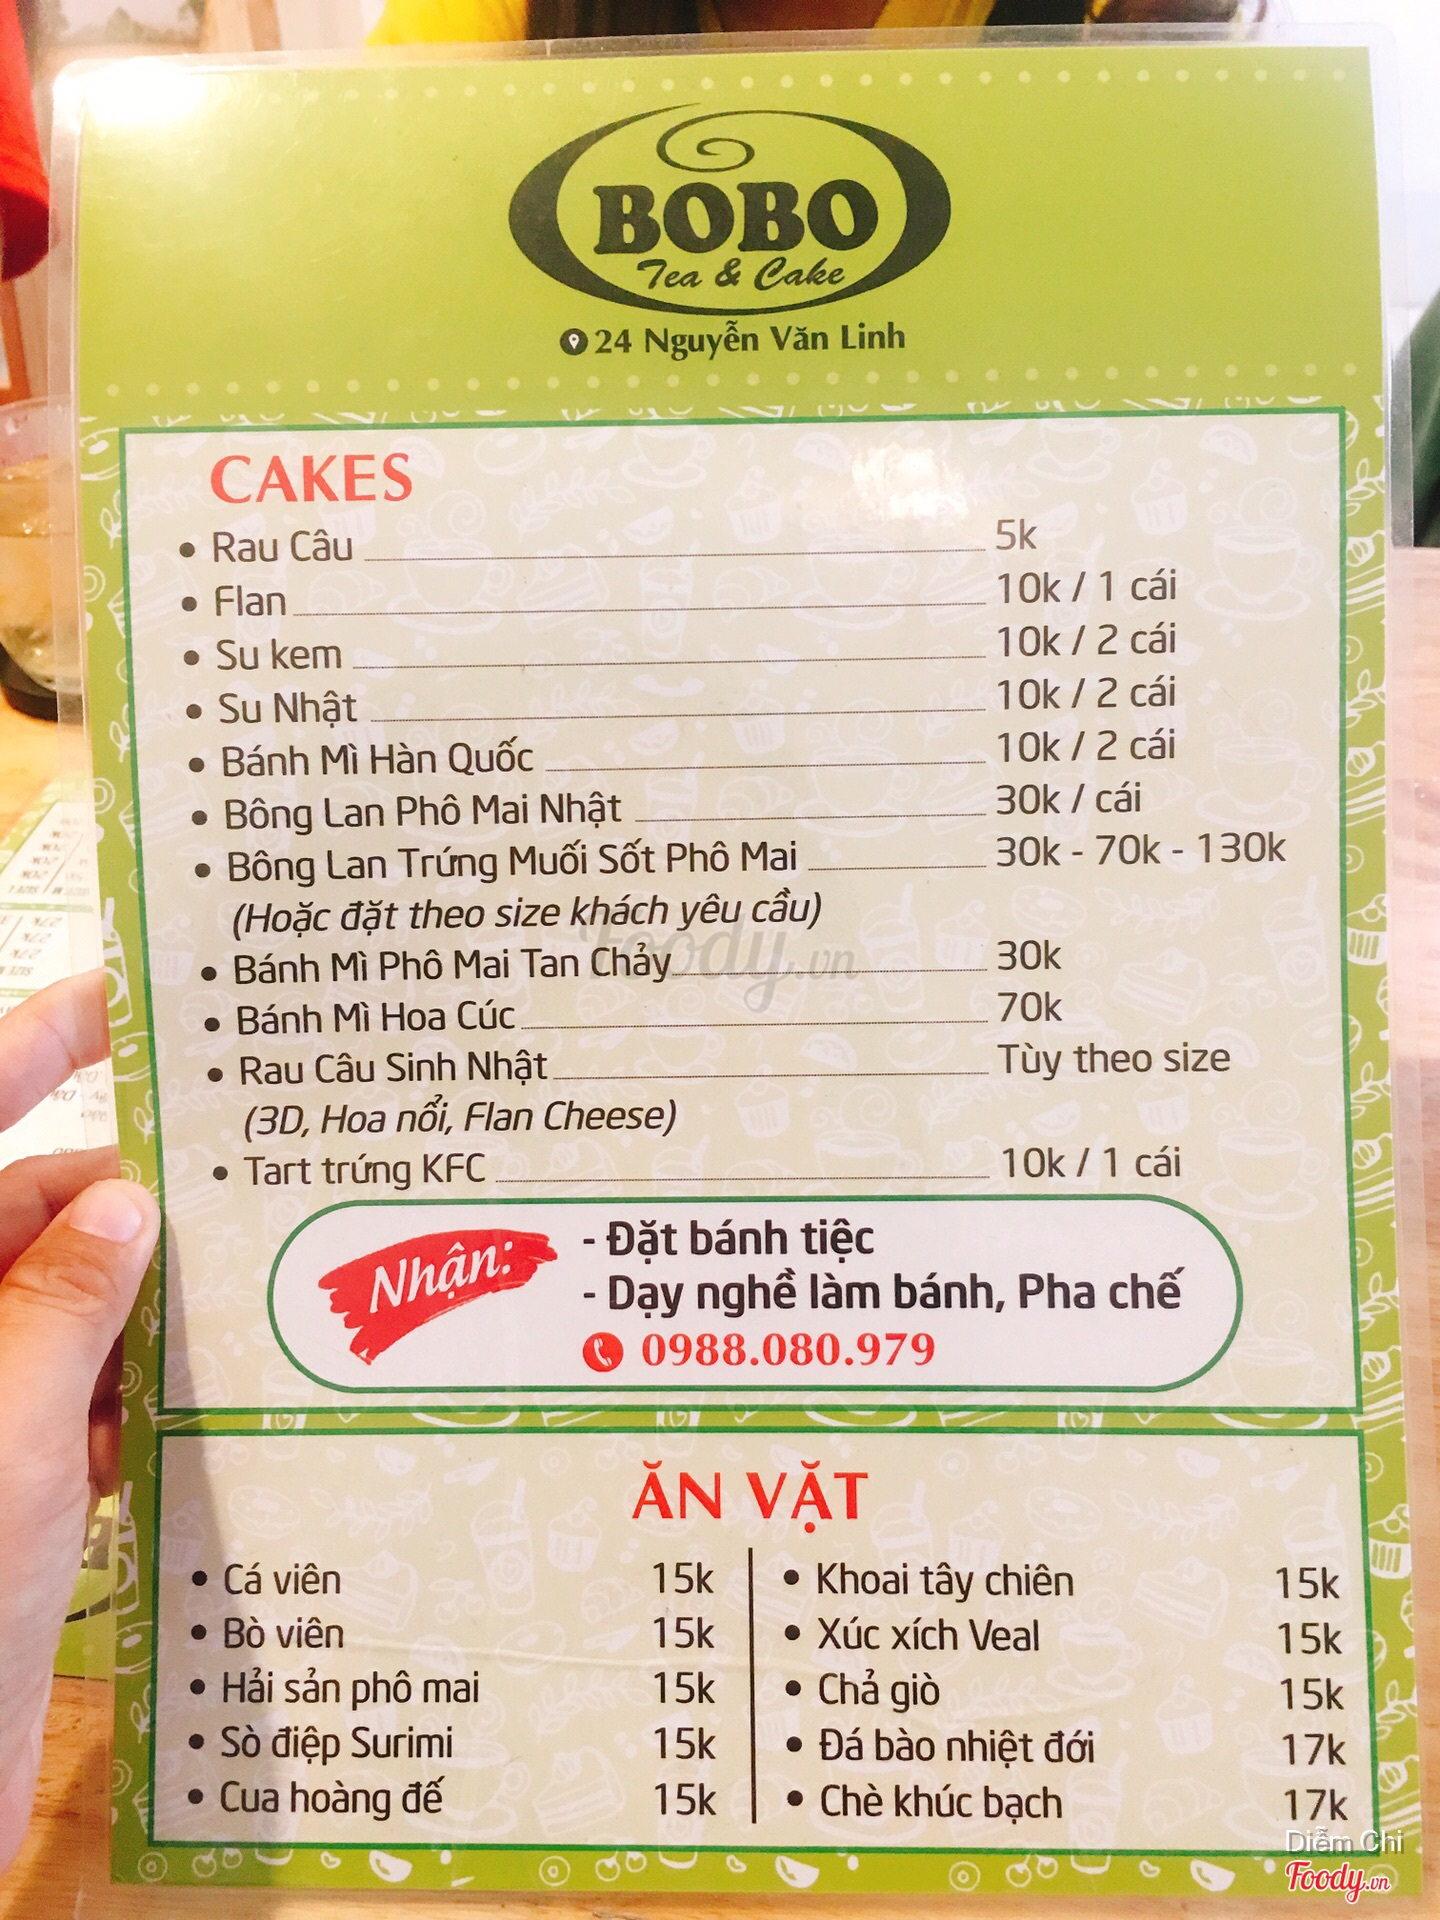 BOBO
Tea & Cake
24 Nguyễn Văn Linh
CAKES
• Rau Câu 5k
• Flan 10k / 1 cái
• Su kem 10k / 2 cái
• Su Nhật 10k / 2 cái
• Bánh Mì Hàn Quốc 10k / 2 cái
• Bông Lan Phô Mai Nhật 30k / cái
• Bông Lan Trứng Muối Sốt Phô Mai 30k - 70k - 130k
(Hoặc đặt theo size khách yêu cầu)
• Bánh Mì Phô Mai Tan Chảy 30k
• Bánh Mì Hoa Cúc 70k
• Rau Câu Sinh Nhật Tùy theo size
(3D, Hoa nổi, Flan Cheese)
• Tart trứng KFC 10k / 1 cái
Nhận:
- Đặt bánh tiệc
- Dạy nghề làm bánh, Pha chế
0988.080.979
ĂN VẶT
• Cá viên 15k
• Bò viên 15k
• Hải sản phô mai 15k
• Sò điệp Surimi 15k
• Cua hoàng đế 15k
• Khoai tây chiên 15k
• Xúc xích Veal 15k
• Chả giò 15k
• Đá bào nhiệt đới 17k
• Chè khúc bạch 17k
Foody.vn
Diễm Chi
Foody.vn